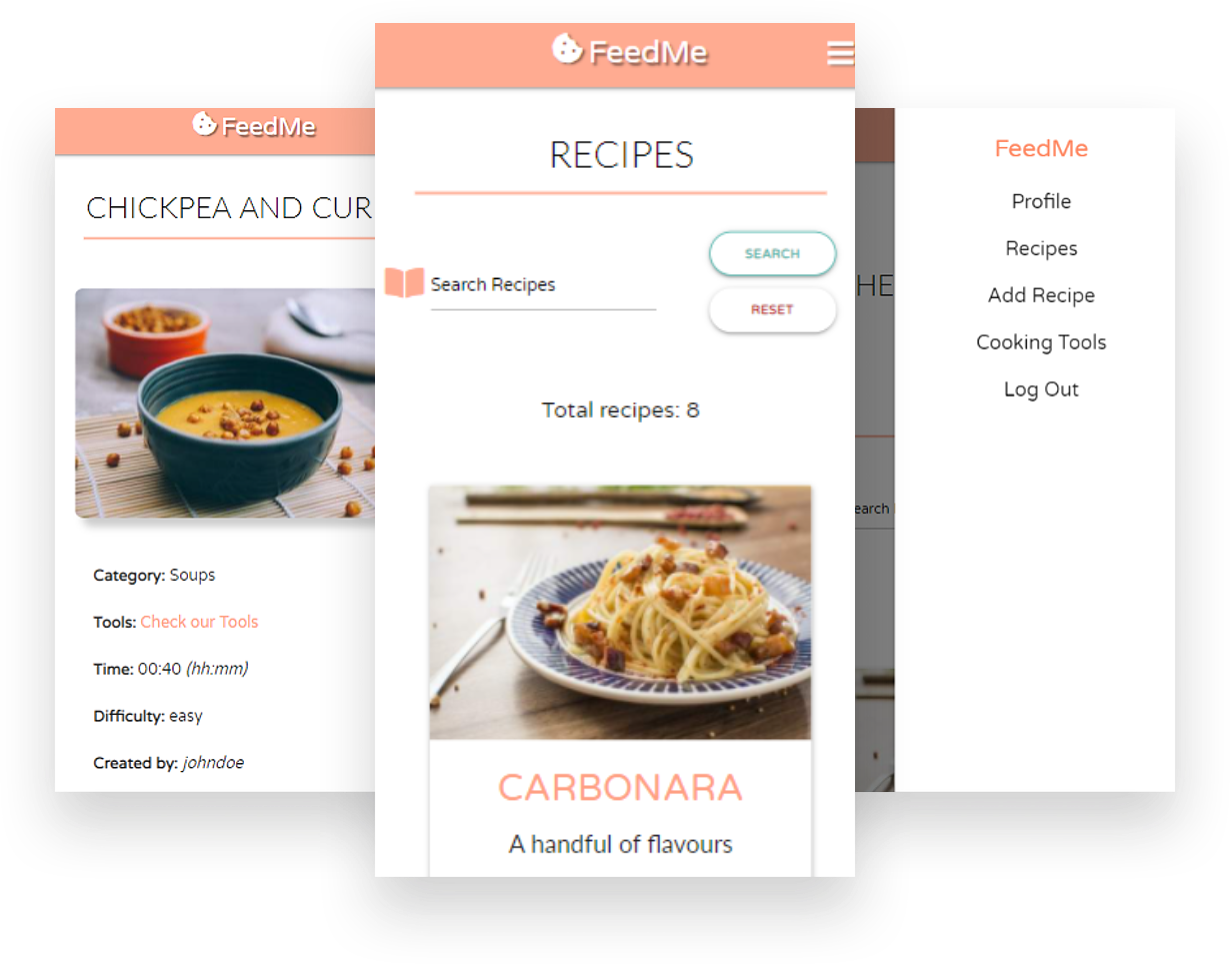 FeedMe
CHICKPEA AND CUR
Category: Soups
Tools: Check our Tools
Time: 00:40 (hh:mm)
Difficulty: easy
Created by: johndoe
FeedMe
RECIPES
Search Recipes
SEARCH
RESET
Total recipes: 8
CARBONARA
A handful of flavours
HE
earch
FeedMe
Profile
Recipes
Add Recipe
Cooking Tools
Log Out